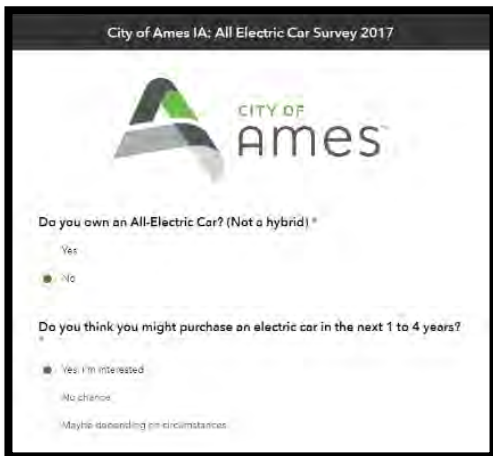 City of Ames IA: All Electric Car Survey 2017
CITY OF
Ames
Do you own an All-Electric Car? (Not a hybrid) *
Yes
No
Do you think you might purchase an electric car in the next 1 to 4 years?
*
Yes, I'm interested
No chance
Maybe depending on circumstances